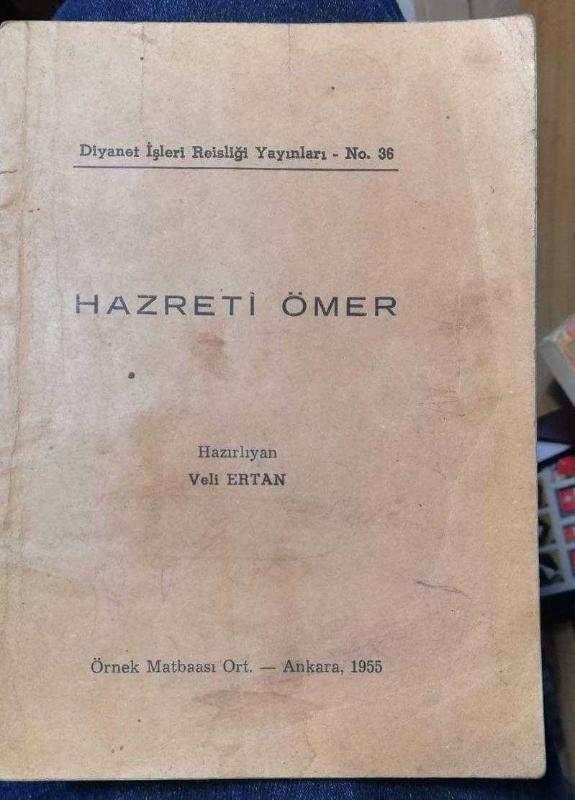 Diyanet İşleri Reisliği Yayınları - No. 36
HAZRETİ ÖMER
Hazırlıyan
Veli ERTAN
Örnek Matbaası Ort. — Ankara, 1955